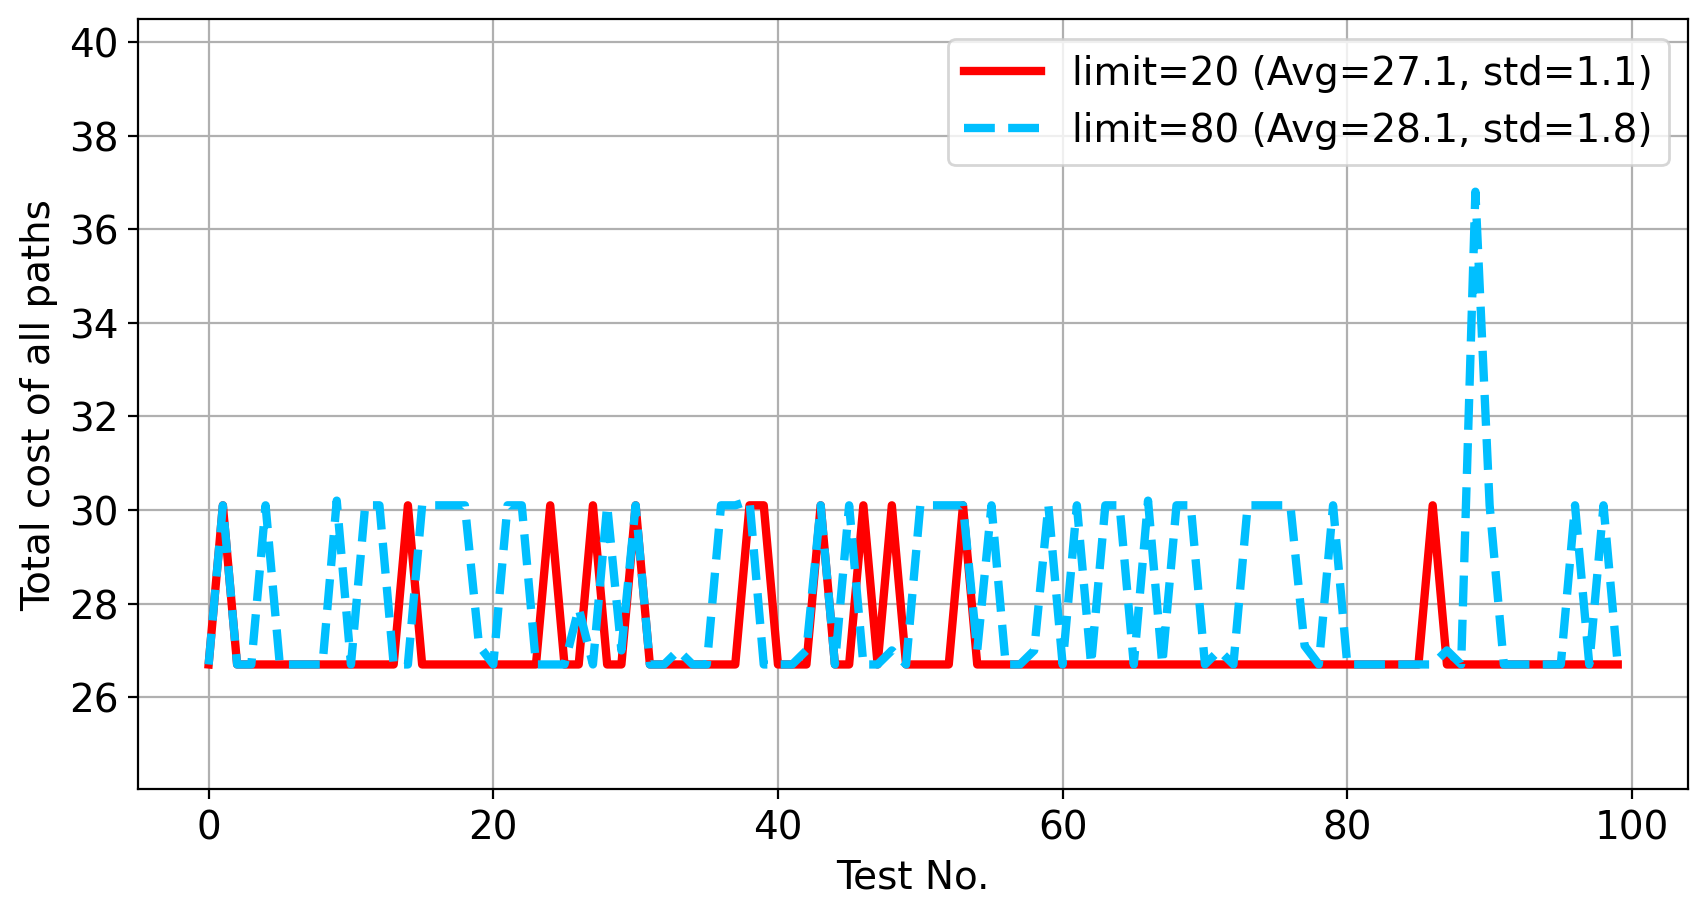 40
38
36
34
32
30
28
26
Total cost of all paths
limit=20 (Avg=27.1, std=1.1)
limit=80 (Avg=28.1, std=1.8)
0 20 40 60 80 100
Test No.